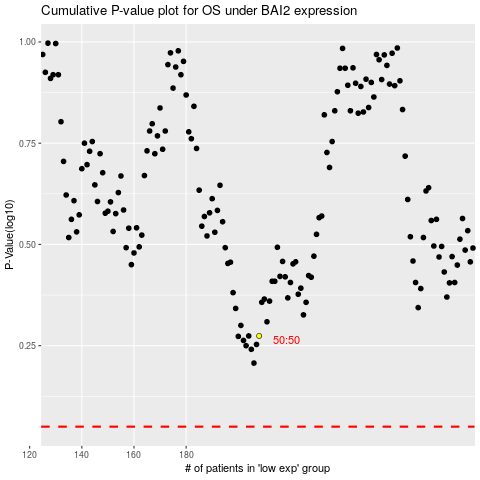 Cumulative P-value plot for OS under BAI2 expression
P-Value(log10)
1.00
0.75
0.50
0.25
50:50
120 140 160 180
# of patients in 'low exp' group